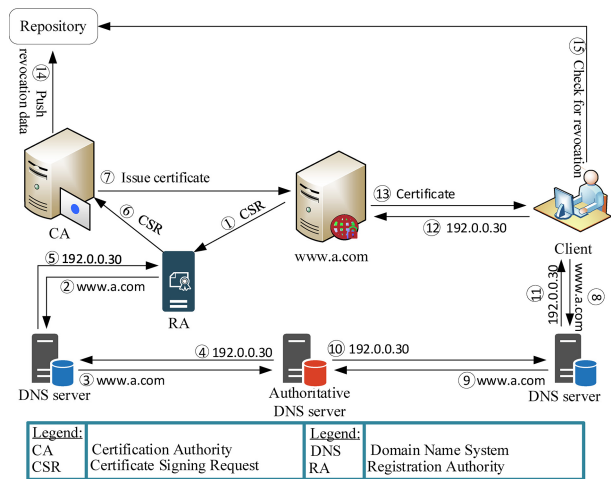 Repository
⑭ Push
revocation data
⑮ Check for revocation
⑦ Issue certificate
⑬ Certificate
⑥ CSR
① CSR
⑫ 192.0.0.30
CA
www.a.com
Client
⑤ 192.0.0.30
② www.a.com
RA
⑪ 192.0.0.30
⑧ www.a.com
④ 192.0.0.30
⑩ 192.0.0.30
③ www.a.com
⑨ www.a.com
DNS server
Authoritative
DNS server
DNS server
Legend:
CA Certification Authority
CSR Certificate Signing Request
Legend:
DNS Domain Name System
RA Registration Authority